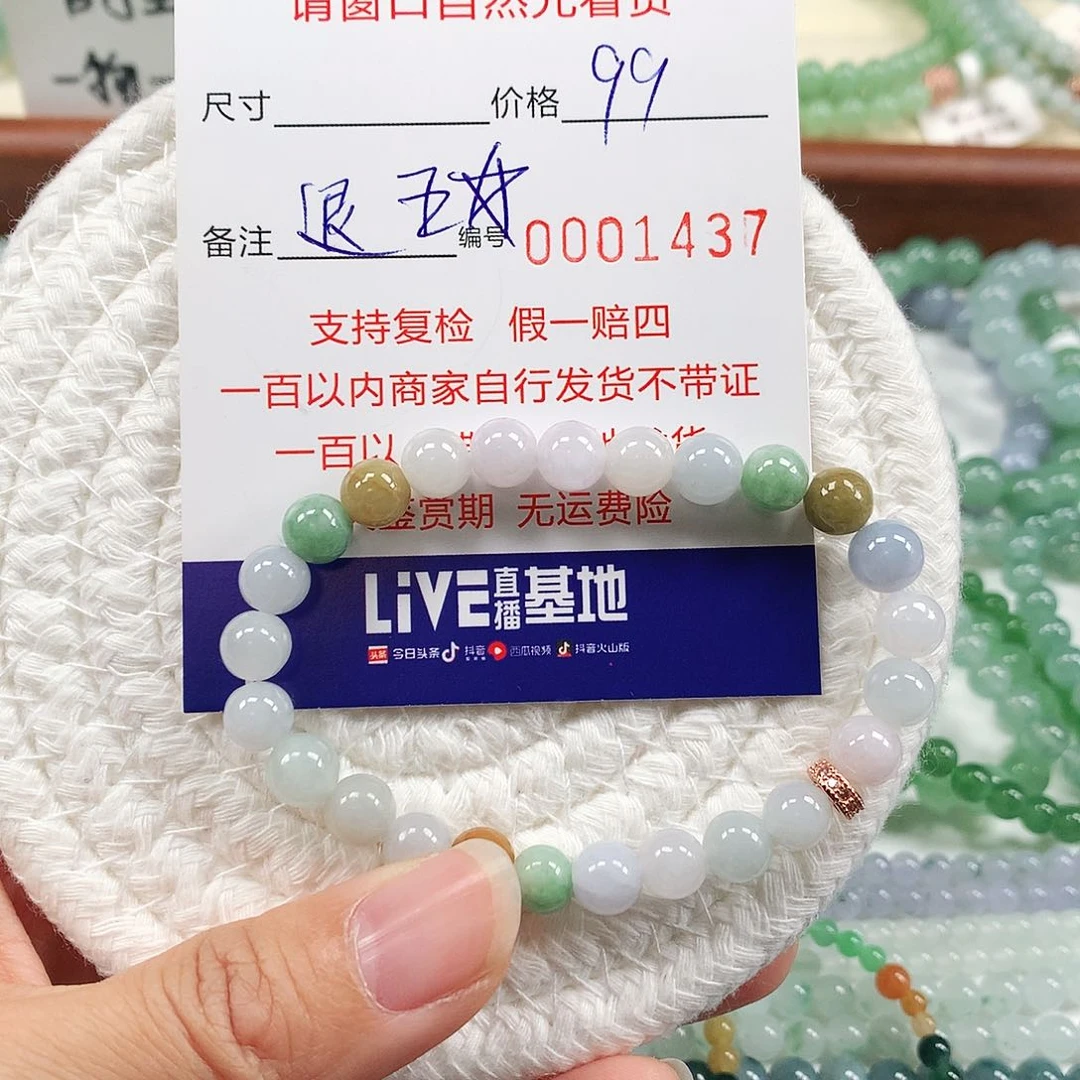 请窗口自然光看货
尺寸 价格 99
备注 退 五 编号 0001437
支持复检 假一赔四
一百以内商家自行发货不带证
一百以
鉴赏期 无运费险
LiVE直播基地
头条 今日头条 抖音 西瓜视频 抖音火山版